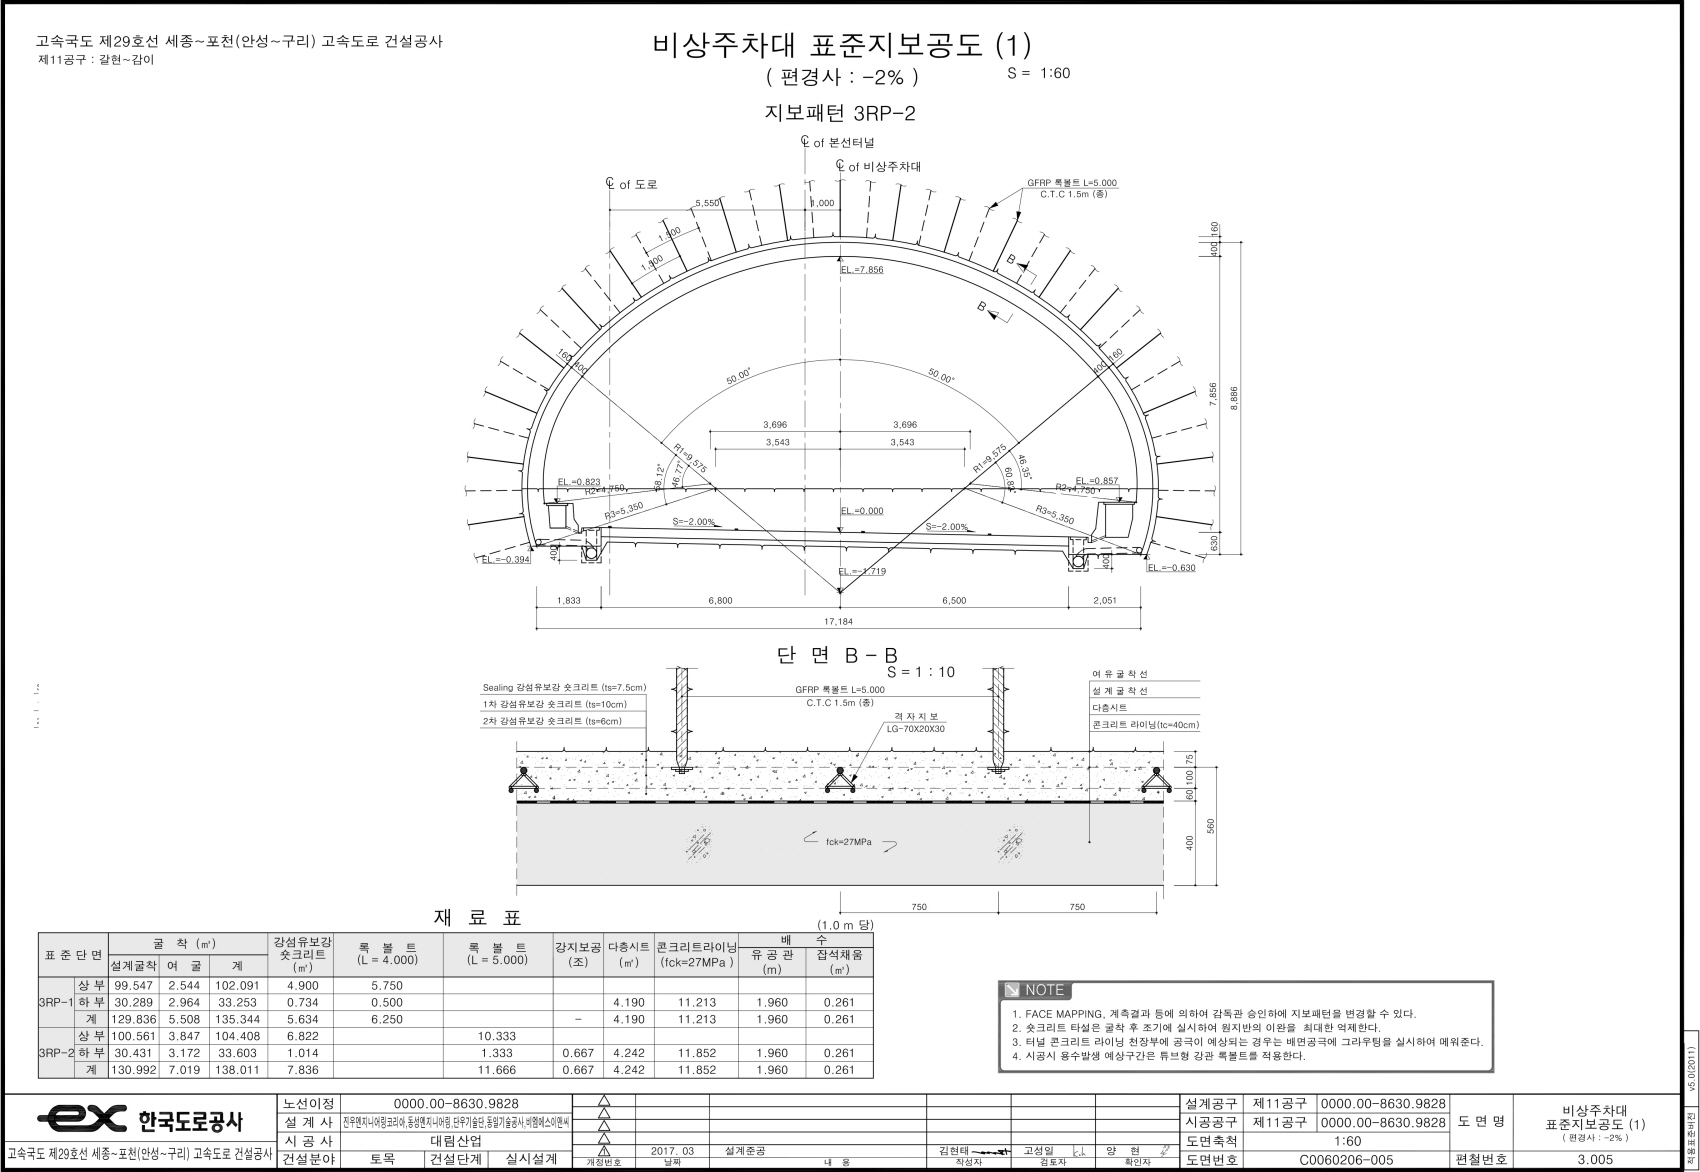 고속국도 제29호선 세종~포천(안성~구리) 고속도로 건설공사
제11공구 : 갈현~감이
비상주차대 표준지보공도 (1)
( 편경사 : -2% )
S = 1:60
지보패턴 3RP-2
℄ of 본선터널
℄ of 비상주차대
℄ of 도로
GFRP 록볼트 L=5.000
C.T.C 1.5m (종)
5,550
1,000
1,500
1,500
160
400
B
B
EL.=7.856
160
400
400
160
50.00°
50.00°
7,856
8,886
3,696
3,696
3,543
3,543
R1=9,575
R1=9,575
58.12°
46.77°
46.35°
EL.=0.823
R2=4,750
EL.=0.857
R2=4,750
R3=5,350
R3=5,350
EL.=0.000
S=-2.00%
S=-2.00%
630
400
400
EL.=-0.394
EL.=-1.719
EL.=-0.630
1,833
6,800
6,500
2,051
17,184
단 면 B - B
S = 1 : 10
Sealing 강섬유보강 숏크리트 (ts=7.5cm)
1차 강섬유보강 숏크리트 (ts=10cm)
2차 강섬유보강 숏크리트 (ts=6cm)
GFRP 록볼트 L=5.000
C.T.C 1.5m (종)
격 자 지 보
LG-70X20X30
여 유 굴 착 선
설 계 굴 착 선
다층시트
콘크리트 라이닝(tc=40cm)
75
100
60
400
560
fck=27MPa
750
750
재 료 표
(1.0 m 당)
표 준 단 면 굴 착 (㎥) 강섬유보강 숏크리트 (㎥) 록 볼 트 (L = 4.000) 록 볼 트 (L = 5.000) 강지보공 (조) 다층시트 (㎡) 콘크리트라이닝 (fck=27MPa ) 배 수
설계굴착 여 굴 계 유 공 관 (m) 잡석채움 (㎥)
3RP-1 상 부 99.547 2.544 102.091 4.900 5.750
하 부 30.289 2.964 33.253 0.734 0.500 4.190 11.213 1.960 0.261
계 129.836 5.508 135.344 5.634 6.250 - 4.190 11.213 1.960 0.261
3RP-2 상 부 100.561 3.847 104.408 6.822 10.333
하 부 30.431 3.172 33.603 1.014 1.333 0.667 4.242 11.852 1.960 0.261
계 130.992 7.019 138.011 7.836 11.666 0.667 4.242 11.852 1.960 0.261
NOTE
1. FACE MAPPING, 계측결과 등에 의하여 감독관 승인하에 지보패턴을 변경할 수 있다.
2. 숏크리트 타설은 굴착 후 조기에 실시하여 원지반의 이완을 최대한 억제한다.
3. 터널 콘크리트 라이닝 천장부에 공극이 예상되는 경우는 배면공극에 그라우팅을 실시하여 메워준다.
4. 시공시 용수발생 예상구간은 튜브형 강관 록볼트를 적용한다.
v5.0(2011)
적용표준비전
ex 한국도로공사
고속국도 제29호선 세종~포천(안성~구리) 고속도로 건설공사
노선이정 0000.00-8630.9828
설 계 사 진우엔지니어링코리아,동성엔지니어링,단우기술단,동일기술공사,비엠에스이앤씨
시 공 사 대림산업
건설분야 토목 건설단계 실시설계
2017. 03 설계준공 김현태 고성일 양 현
개정번호 날짜 내 용 작성자 검토자 확인자
설계공구 제11공구 0000.00-8630.9828
시공공구 제11공구 0000.00-8630.9828
도면축척 1:60
도면번호 C0060206-005
도 면 명
비상주차대
표준지보공도 (1)
( 편경사 : -2% )
편철번호 3.005